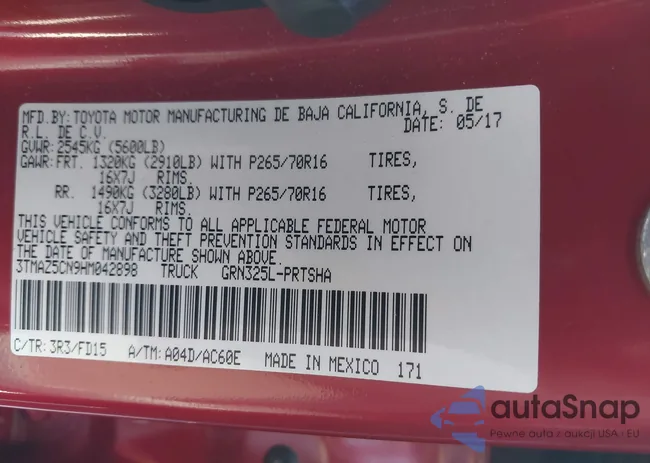 MFD.BY: TOYOTA MOTOR MANUFACTURING DE BAJA CALIFORNIA, S. DE
R.L. DE C.V. DATE: 05/17
GVWR: 2545KG (5600LB)
GAWR: FRT. 1320KG (2910LB) WITH P265/70R16 TIRES,
16X7J RIMS.
RR. 1490KG (3280LB) WITH P265/70R16 TIRES,
16X7J RIMS.
THIS VEHICLE CONFORMS TO ALL APPLICABLE FEDERAL MOTOR
VEHICLE SAFETY AND THEFT PREVENTION STANDARDS IN EFFECT ON
THE DATE OF MANUFACTURE SHOWN ABOVE.
3TMAZ5CN9HM042898 TRUCK GRN325L-PRTSHA
C/TR: 3R3/FD15 A/TM: A04D/AC60E MADE IN MEXICO 171
autaSnap
Pewne auta z aukcji USA - EU